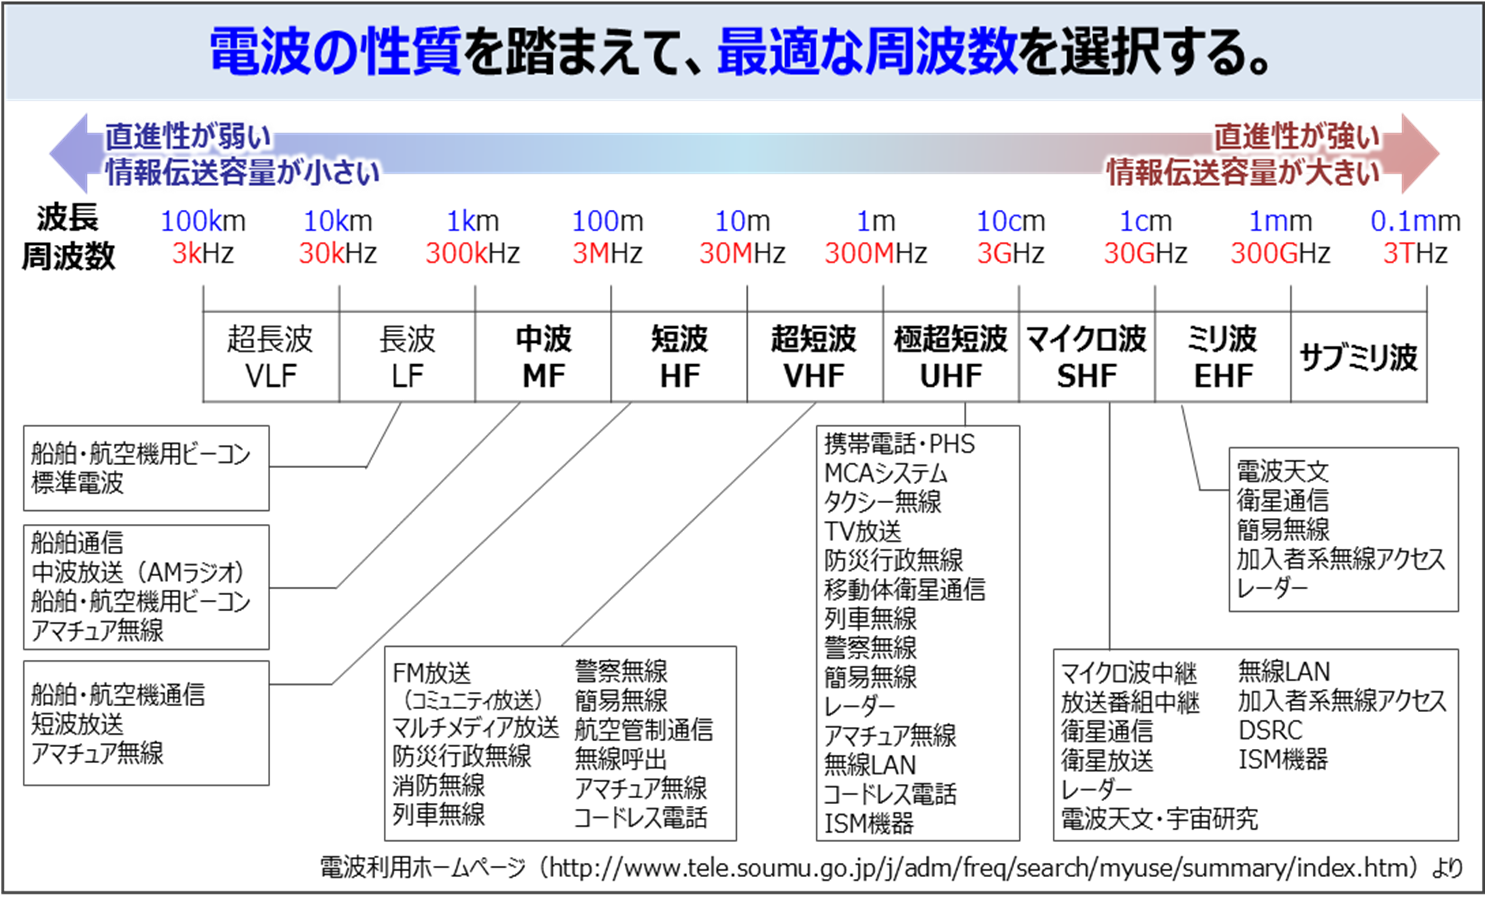 電波の性質を踏まえて、最適な周波数を選択する。
直進性が弱い
情報伝送容量が小さい
直進性が強い
情報伝送容量が大きい
波長 100km 10km 1km 100m 10m 1m 10cm 1cm 1mm 0.1mm
周波数 3kHz 30kHz 300kHz 3MHz 30MHz 300MHz 3GHz 30GHz 300GHz 3THz
超長波
VLF
長波
LF
中波
MF
短波
HF
超短波
VHF
極超短波
UHF
マイクロ波
SHF
ミリ波
EHF
サブミリ波
船舶・航空機用ビーコン
標準電波
船舶通信
中波放送（AMラジオ）
船舶・航空機用ビーコン
アマチュア無線
船舶・航空機通信
短波放送
アマチュア無線
FM放送
（コミュニティ放送）
マルチメディア放送
防災行政無線
消防無線
列車無線
警察無線
簡易無線
航空管制通信
無線呼出
アマチュア無線
コードレス電話
携帯電話・PHS
MCAシステム
タクシー無線
TV放送
防災行政無線
移動体衛星通信
列車無線
警察無線
簡易無線
レーダー
アマチュア無線
無線LAN
コードレス電話
ISM機器
マイクロ波中継
放送番組中継
衛星通信
衛星放送
レーダー
電波天文・宇宙研究
無線LAN
加入者系無線アクセス
DSRC
ISM機器
電波天文
衛星通信
簡易無線
加入者系無線アクセス
レーダー
電波利用ホームページ（http://www.tele.soumu.go.jp/j/adm/freq/search/myuse/summary/index.htm）より